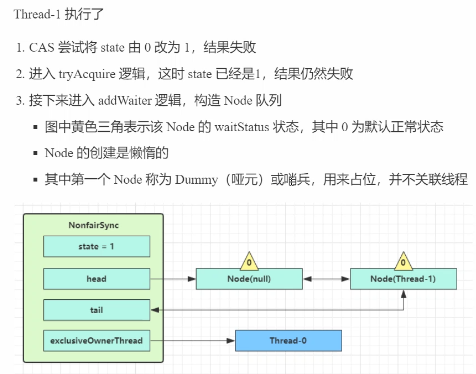 Thread-1 执行了
1. CAS 尝试将 state 由 0 改为 1，结果失败
2. 进入 tryAcquire 逻辑，这时 state 已经是1，结果仍然失败
3. 接下来进入 addWaiter 逻辑，构造 Node 队列
▪ 图中黄色三角表示该 Node 的 waitStatus 状态，其中 0 为默认正常状态
▪ Node 的创建是懒惰的
▪ 其中第一个 Node 称为 Dummy（哑元）或哨兵，用来占位，并不关联线程
NonfairSync
state = 1
head
tail
exclusiveOwnerThread
0
Node(null)
0
Node(Thread-1)
Thread-0